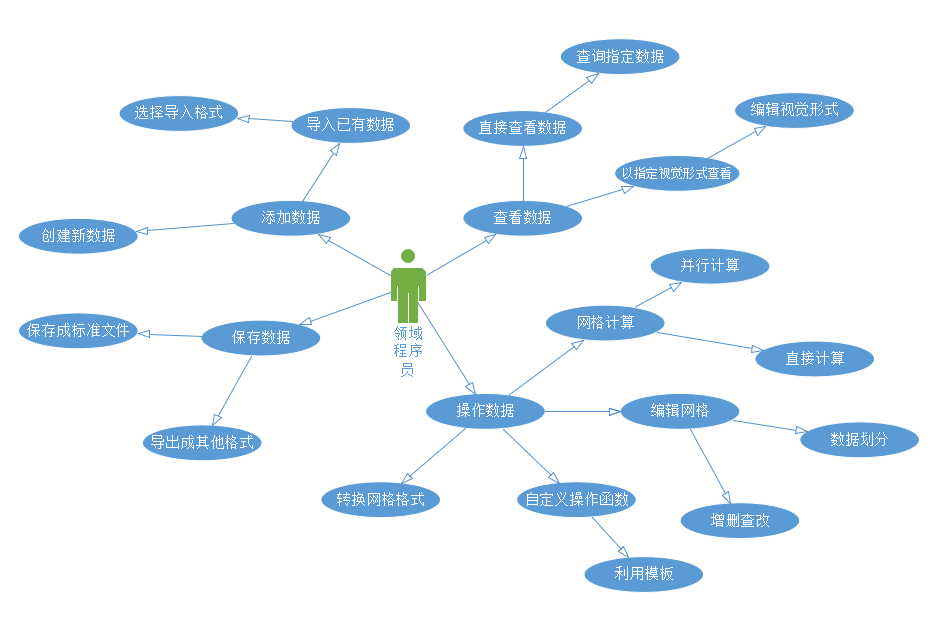 查询指定数据
选择导入格式
导入已有数据
直接查看数据
编辑视觉形式
以指定视觉形式查看
添加数据
查看数据
创建新数据
并行计算
保存成标准文件
保存数据
领域
程序
员
网格计算
直接计算
操作数据
编辑网格
数据划分
导出成其他格式
转换网格格式
自定义操作函数
增删查改
利用模板